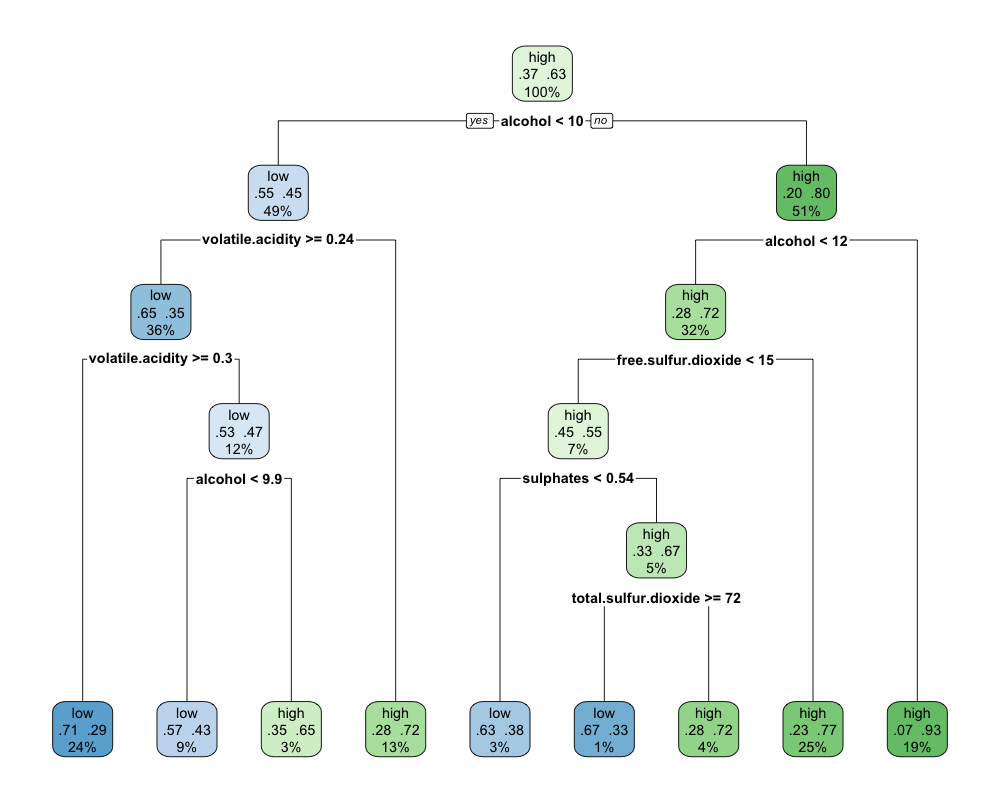 high
.37 .63
100%
yes alcohol < 10 no
low
.55 .45
49%
high
.20 .80
51%
volatile.acidity >= 0.24
alcohol < 12
low
.65 .35
36%
high
.28 .72
32%
volatile.acidity >= 0.3
free.sulfur.dioxide < 15
low
.53 .47
12%
high
.45 .55
7%
alcohol < 9.9
sulphates < 0.54
high
.33 .67
5%
total.sulfur.dioxide >= 72
low
.71 .29
24%
low
.57 .43
9%
high
.35 .65
3%
high
.28 .72
13%
low
.63 .38
3%
low
.67 .33
1%
high
.28 .72
4%
high
.23 .77
25%
high
.07 .93
19%